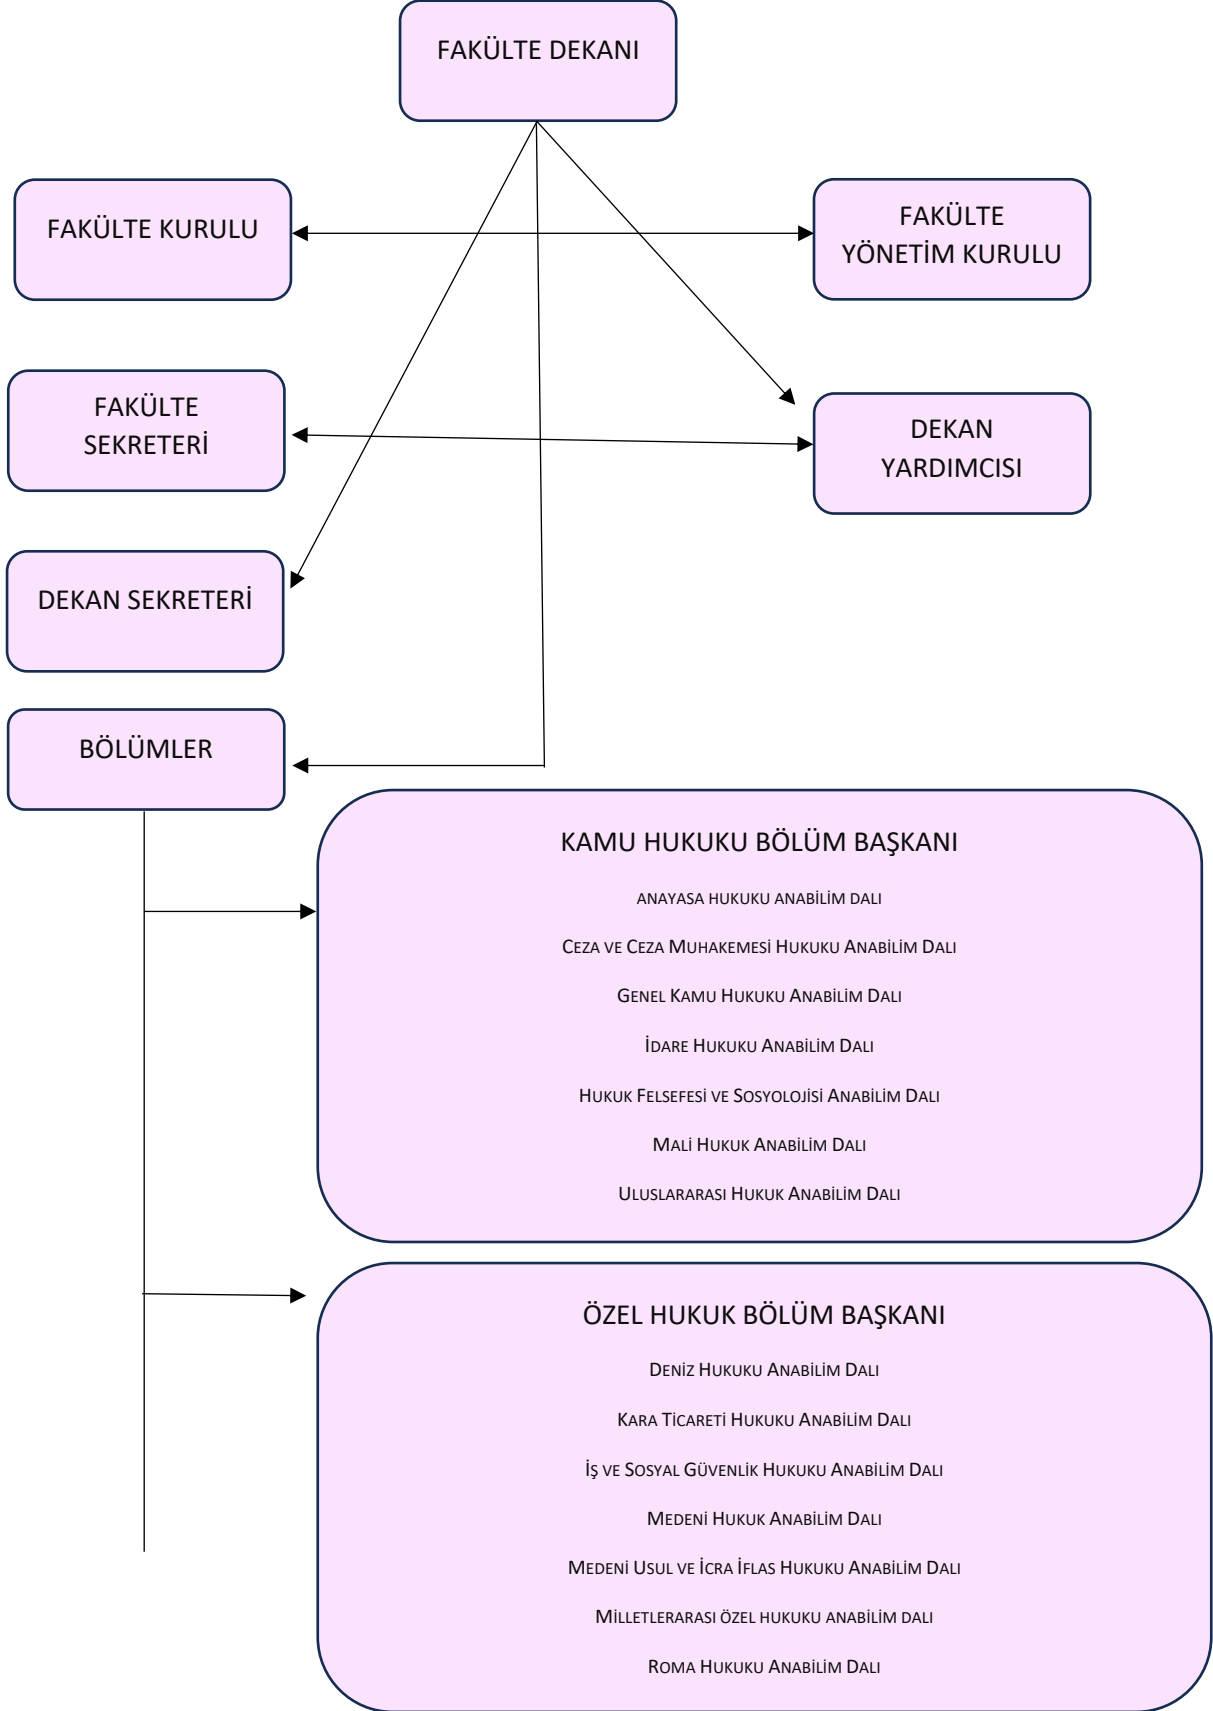 FAKÜLTE DEKANI
FAKÜLTE KURULU
FAKÜLTE
YÖNETİM KURULU
FAKÜLTE
SEKRETERİ
DEKAN
YARDIMCISI
DEKAN SEKRETERİ
BÖLÜMLER
KAMU HUKUKU BÖLÜM BAŞKANI
ANAYASA HUKUKU ANABİLİM DALI
CEZA VE CEZA MUHAKEMESİ HUKUKU ANABİLİM DALI
GENEL KAMU HUKUKU ANABİLİM DALI
İDARE HUKUKU ANABİLİM DALI
HUKUK FELSEFESİ VE SOSYOLOJİSİ ANABİLİM DALI
MALİ HUKUK ANABİLİM DALI
ULUSLARARASI HUKUK ANABİLİM DALI
ÖZEL HUKUK BÖLÜM BAŞKANI
DENİZ HUKUKU ANABİLİM DALI
KARA TİCARETİ HUKUKU ANABİLİM DALI
İŞ VE SOSYAL GÜVENLİK HUKUKU ANABİLİM DALI
MEDENİ HUKUK ANABİLİM DALI
MEDENİ USUL VE İCRA İFLAS HUKUKU ANABİLİM DALI
MİLLETLERARASI ÖZEL HUKUKU ANABİLİM DALI
ROMA HUKUKU ANABİLİM DALI